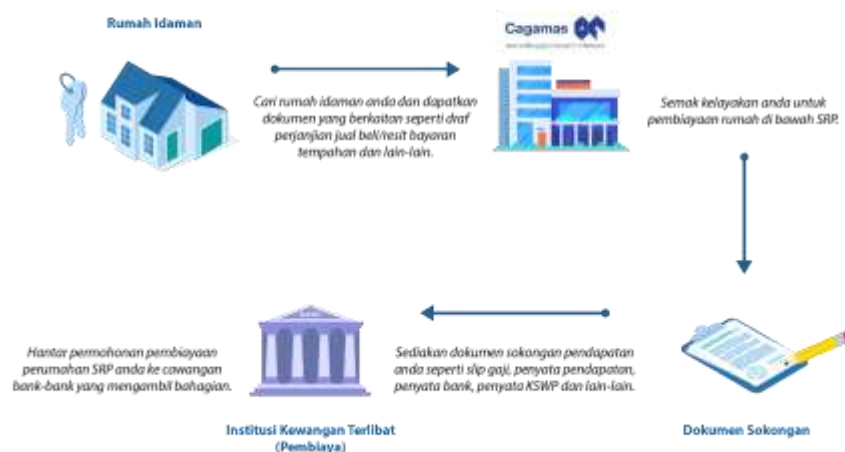 Rumah Idaman
Cagamas
Cari rumah idaman anda dan dapatkan
dokumen yang berkaitan seperti draf
perjanjian jual beli/resit bayaran
tempahan dan lain-lain.
Semak kelayakan anda untuk
pembiayaan rumah di bawah SRP.
Hantar permohonan pembiayaan
perumahan SRP anda ke cawangan
bank-bank yang mengambil bahagian.
Sediakan dokumen sokongan pendapatan
anda seperti slip gaji, penyata pendapatan,
penyata bank, penyata KSWP dan lain-lain.
Institusi Kewangan Terlibat
(Pembiaya)
Dokumen Sokongan